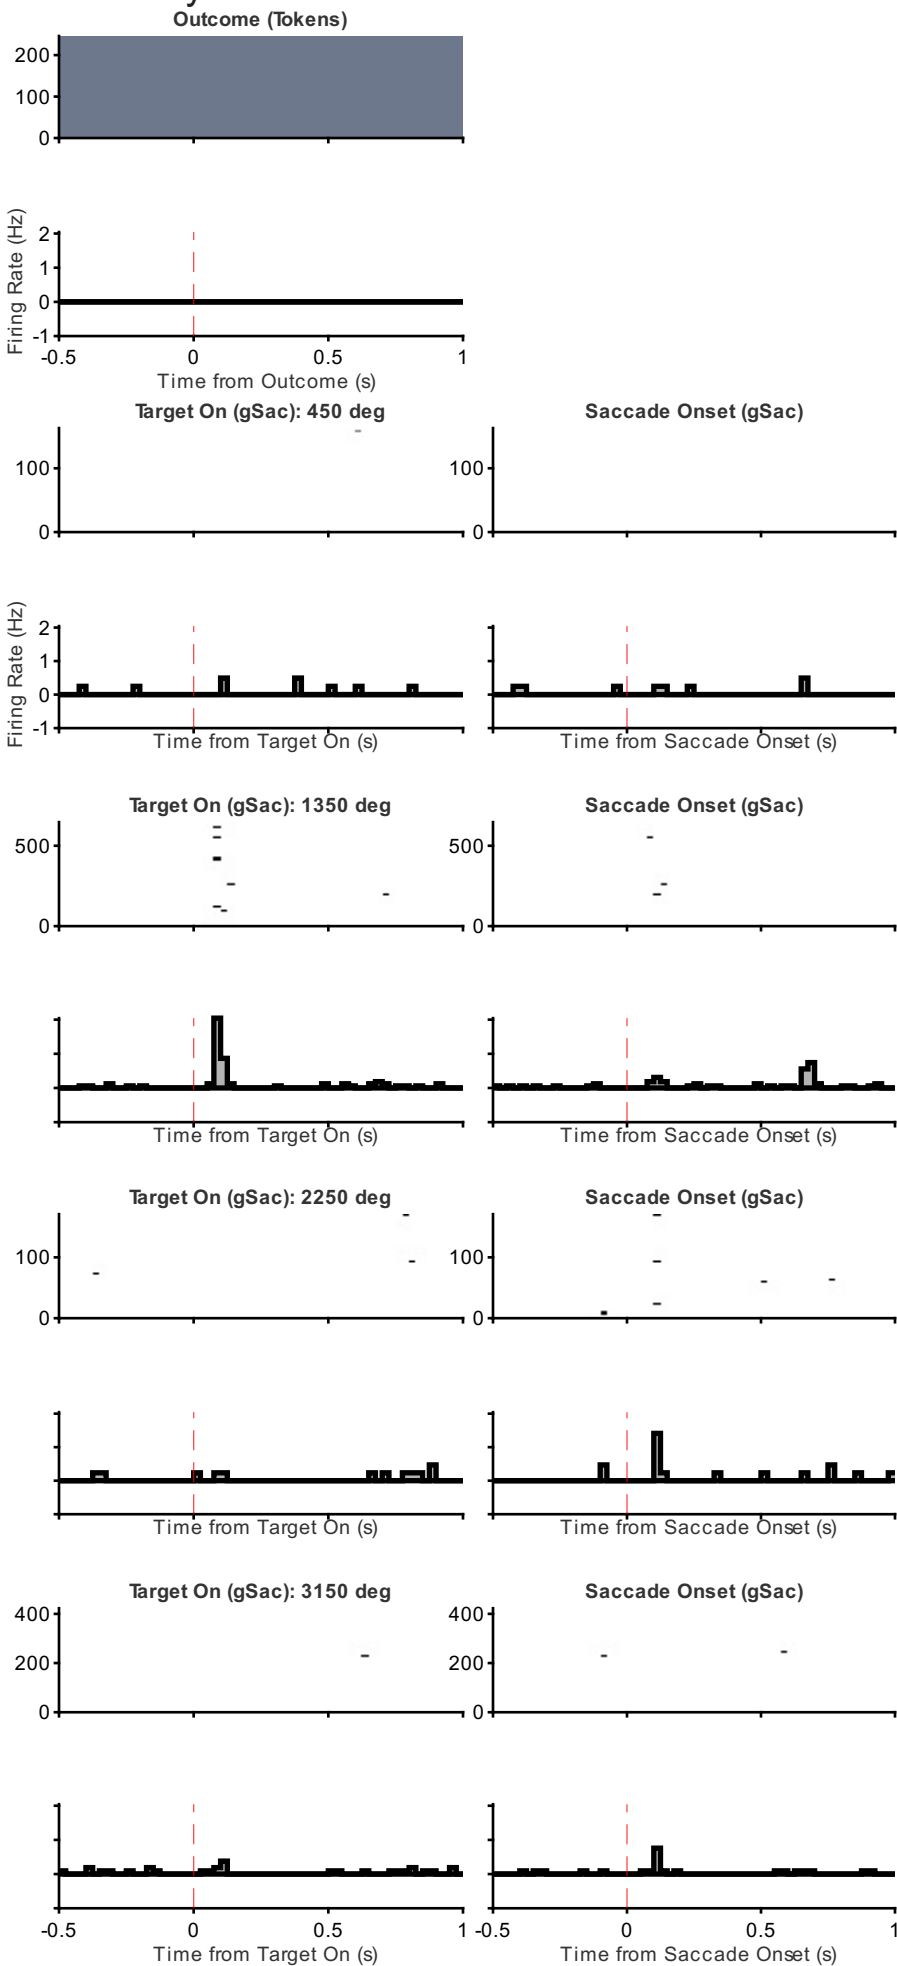 Outcome (Tokens)
200
100
0
Firing Rate (Hz)
2
1
0
-1
-0.5 0 0.5 1
Time from Outcome (s)
Target On (gSac): 450 deg Saccade Onset (gSac)
100 100
0 0
Firing Rate (Hz)
2
1
0
-1
Time from Target On (s) Time from Saccade Onset (s)
Target On (gSac): 1350 deg Saccade Onset (gSac)
500 500
0 0
Time from Target On (s) Time from Saccade Onset (s)
Target On (gSac): 2250 deg Saccade Onset (gSac)
100 100
0 0
Time from Target On (s) Time from Saccade Onset (s)
Target On (gSac): 3150 deg Saccade Onset (gSac)
400 400
200 200
0 0
-0.5 0 0.5 1 -0.5 0 0.5 1
Time from Target On (s) Time from Saccade Onset (s)